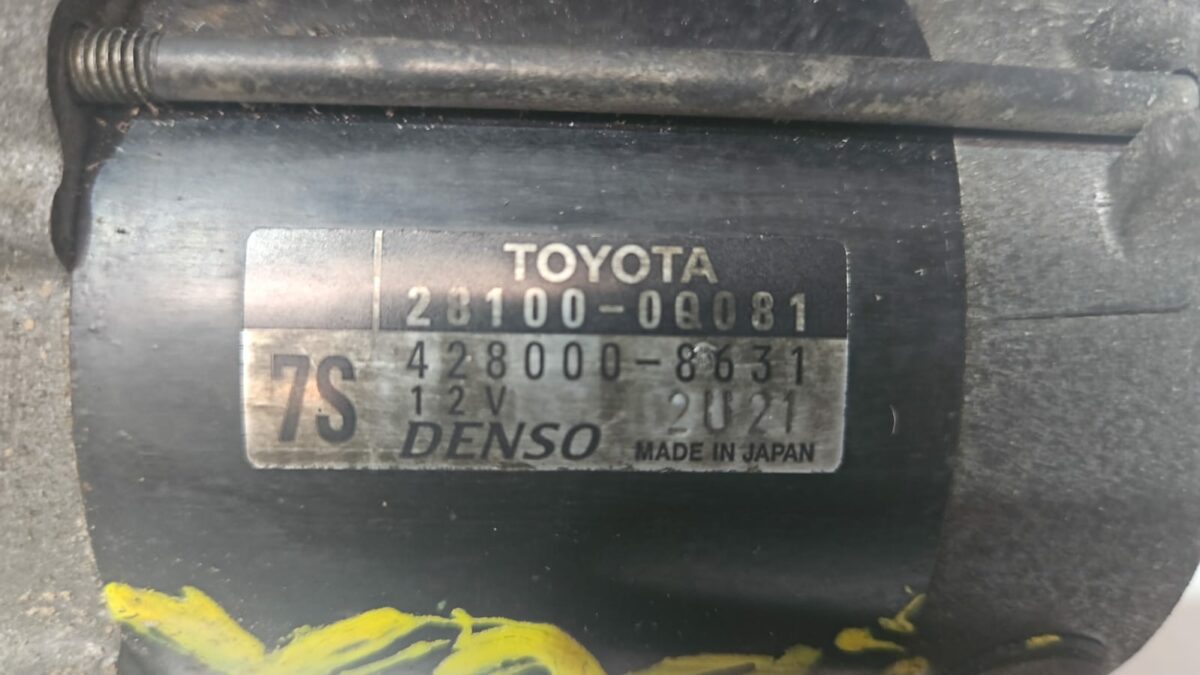 TOYOTA
28100-0Q081
7S
428000-8631
12V 2U21
DENSO MADE IN JAPAN